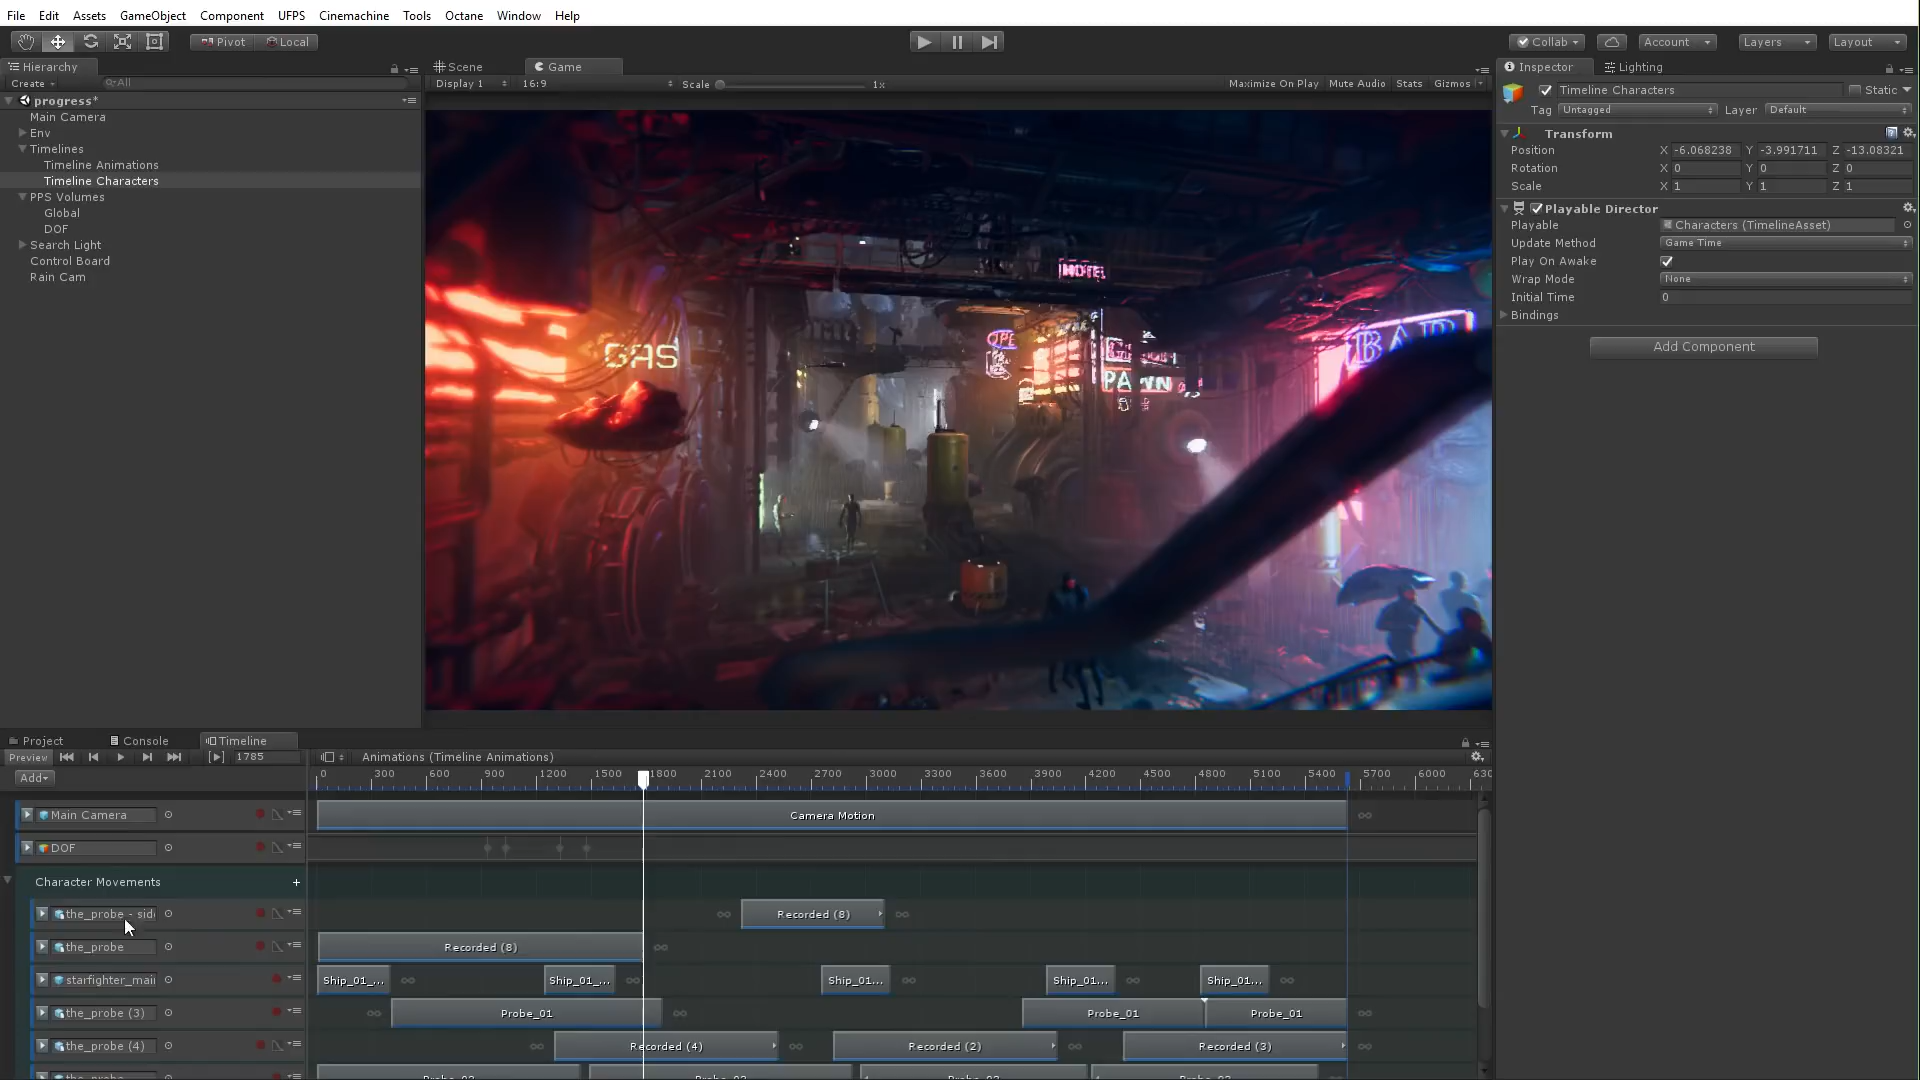 File Edit Assets GameObject Component UFPS Cinemachine Tools Octane Window Help
Pivot Local Collab Account Layers Layout
Hierarchy Scene Game Inspector Lighting
Create All Display 1 16:9 Scale 1x Maximize On Play Mute Audio Stats Gizmos
progress*
Main Camera
Env
Timelines
Timeline Animations
Timeline Characters
PPS Volumes
Global
DOF
Search Light
Control Board
Rain Cam
HOTEL
GAS
OPE
PAWN
BAR
Timeline Characters Static
Tag Untagged Layer Default
Transform
Position X -6.068238 Y -3.991711 Z -13.08321
Rotation X 0 Y 0 Z 0
Scale X 1 Y 1 Z 1
Playable Director
Playable Characters (TimelineAsset)
Update Method Game Time
Play On Awake
Wrap Mode None
Initial Time 0
Bindings
Add Component
Project Console Timeline
Preview 1785 Animations (Timeline Animations)
Add 0 300 600 900 1200 1500 1800 2100 2400 2700 3000 3300 3600 3900 4200 4500 4800 5100 5400 5700 6000 630
Main Camera Camera Motion
DOF
Character Movements
the_probe - sid Recorded (8)
the_probe Recorded (8)
starfighter_mai Ship_01_... Ship_01_... Ship_01... Ship_01... Ship_01...
the_probe (3) Probe_01 Probe_01 Probe_01
the_probe (4) Recorded (4) Recorded (2) Recorded (3)